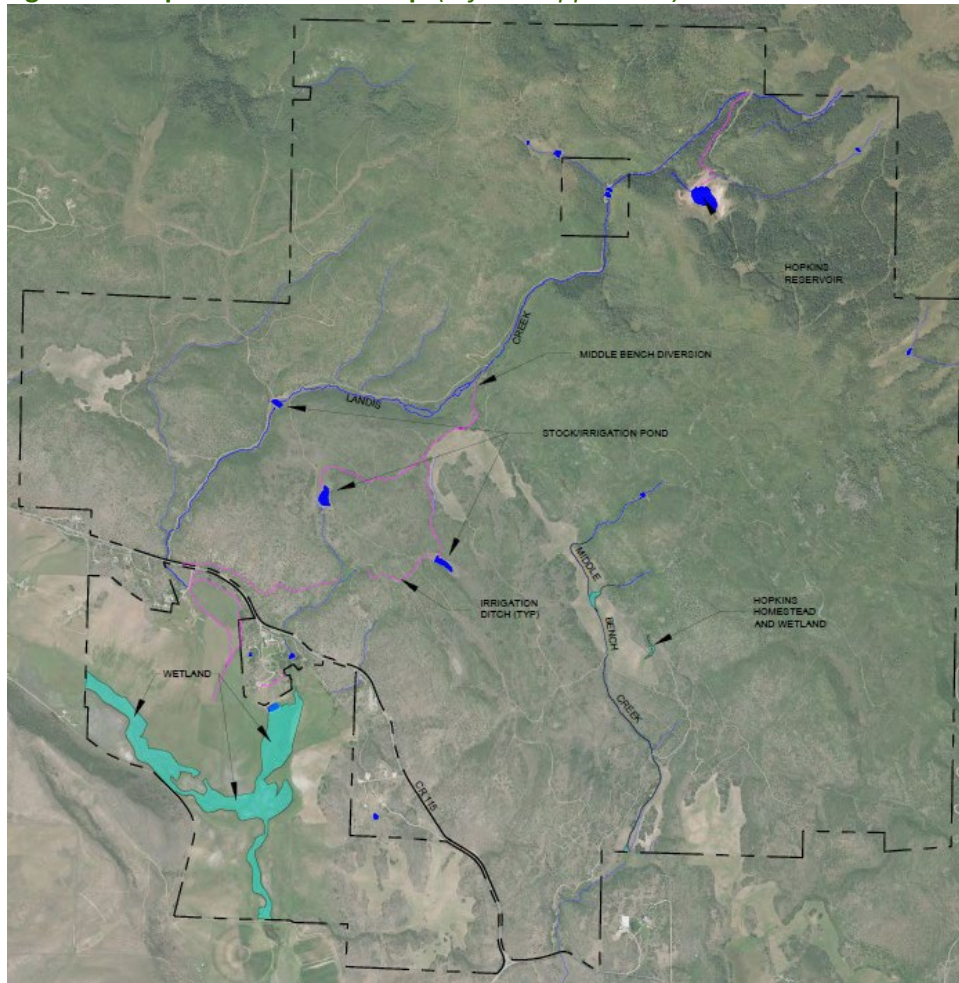 HOPKINS
RESERVOIR
MIDDLE BENCH DIVERSION
CREEK
LANDIS
STOCK/IRRIGATION POND
MIDDLE
BENCH
CREEK
IRRIGATION
DITCH (TYP)
HOPKINS
HOMESTEAD
AND WETLAND
WETLAND
CR 115